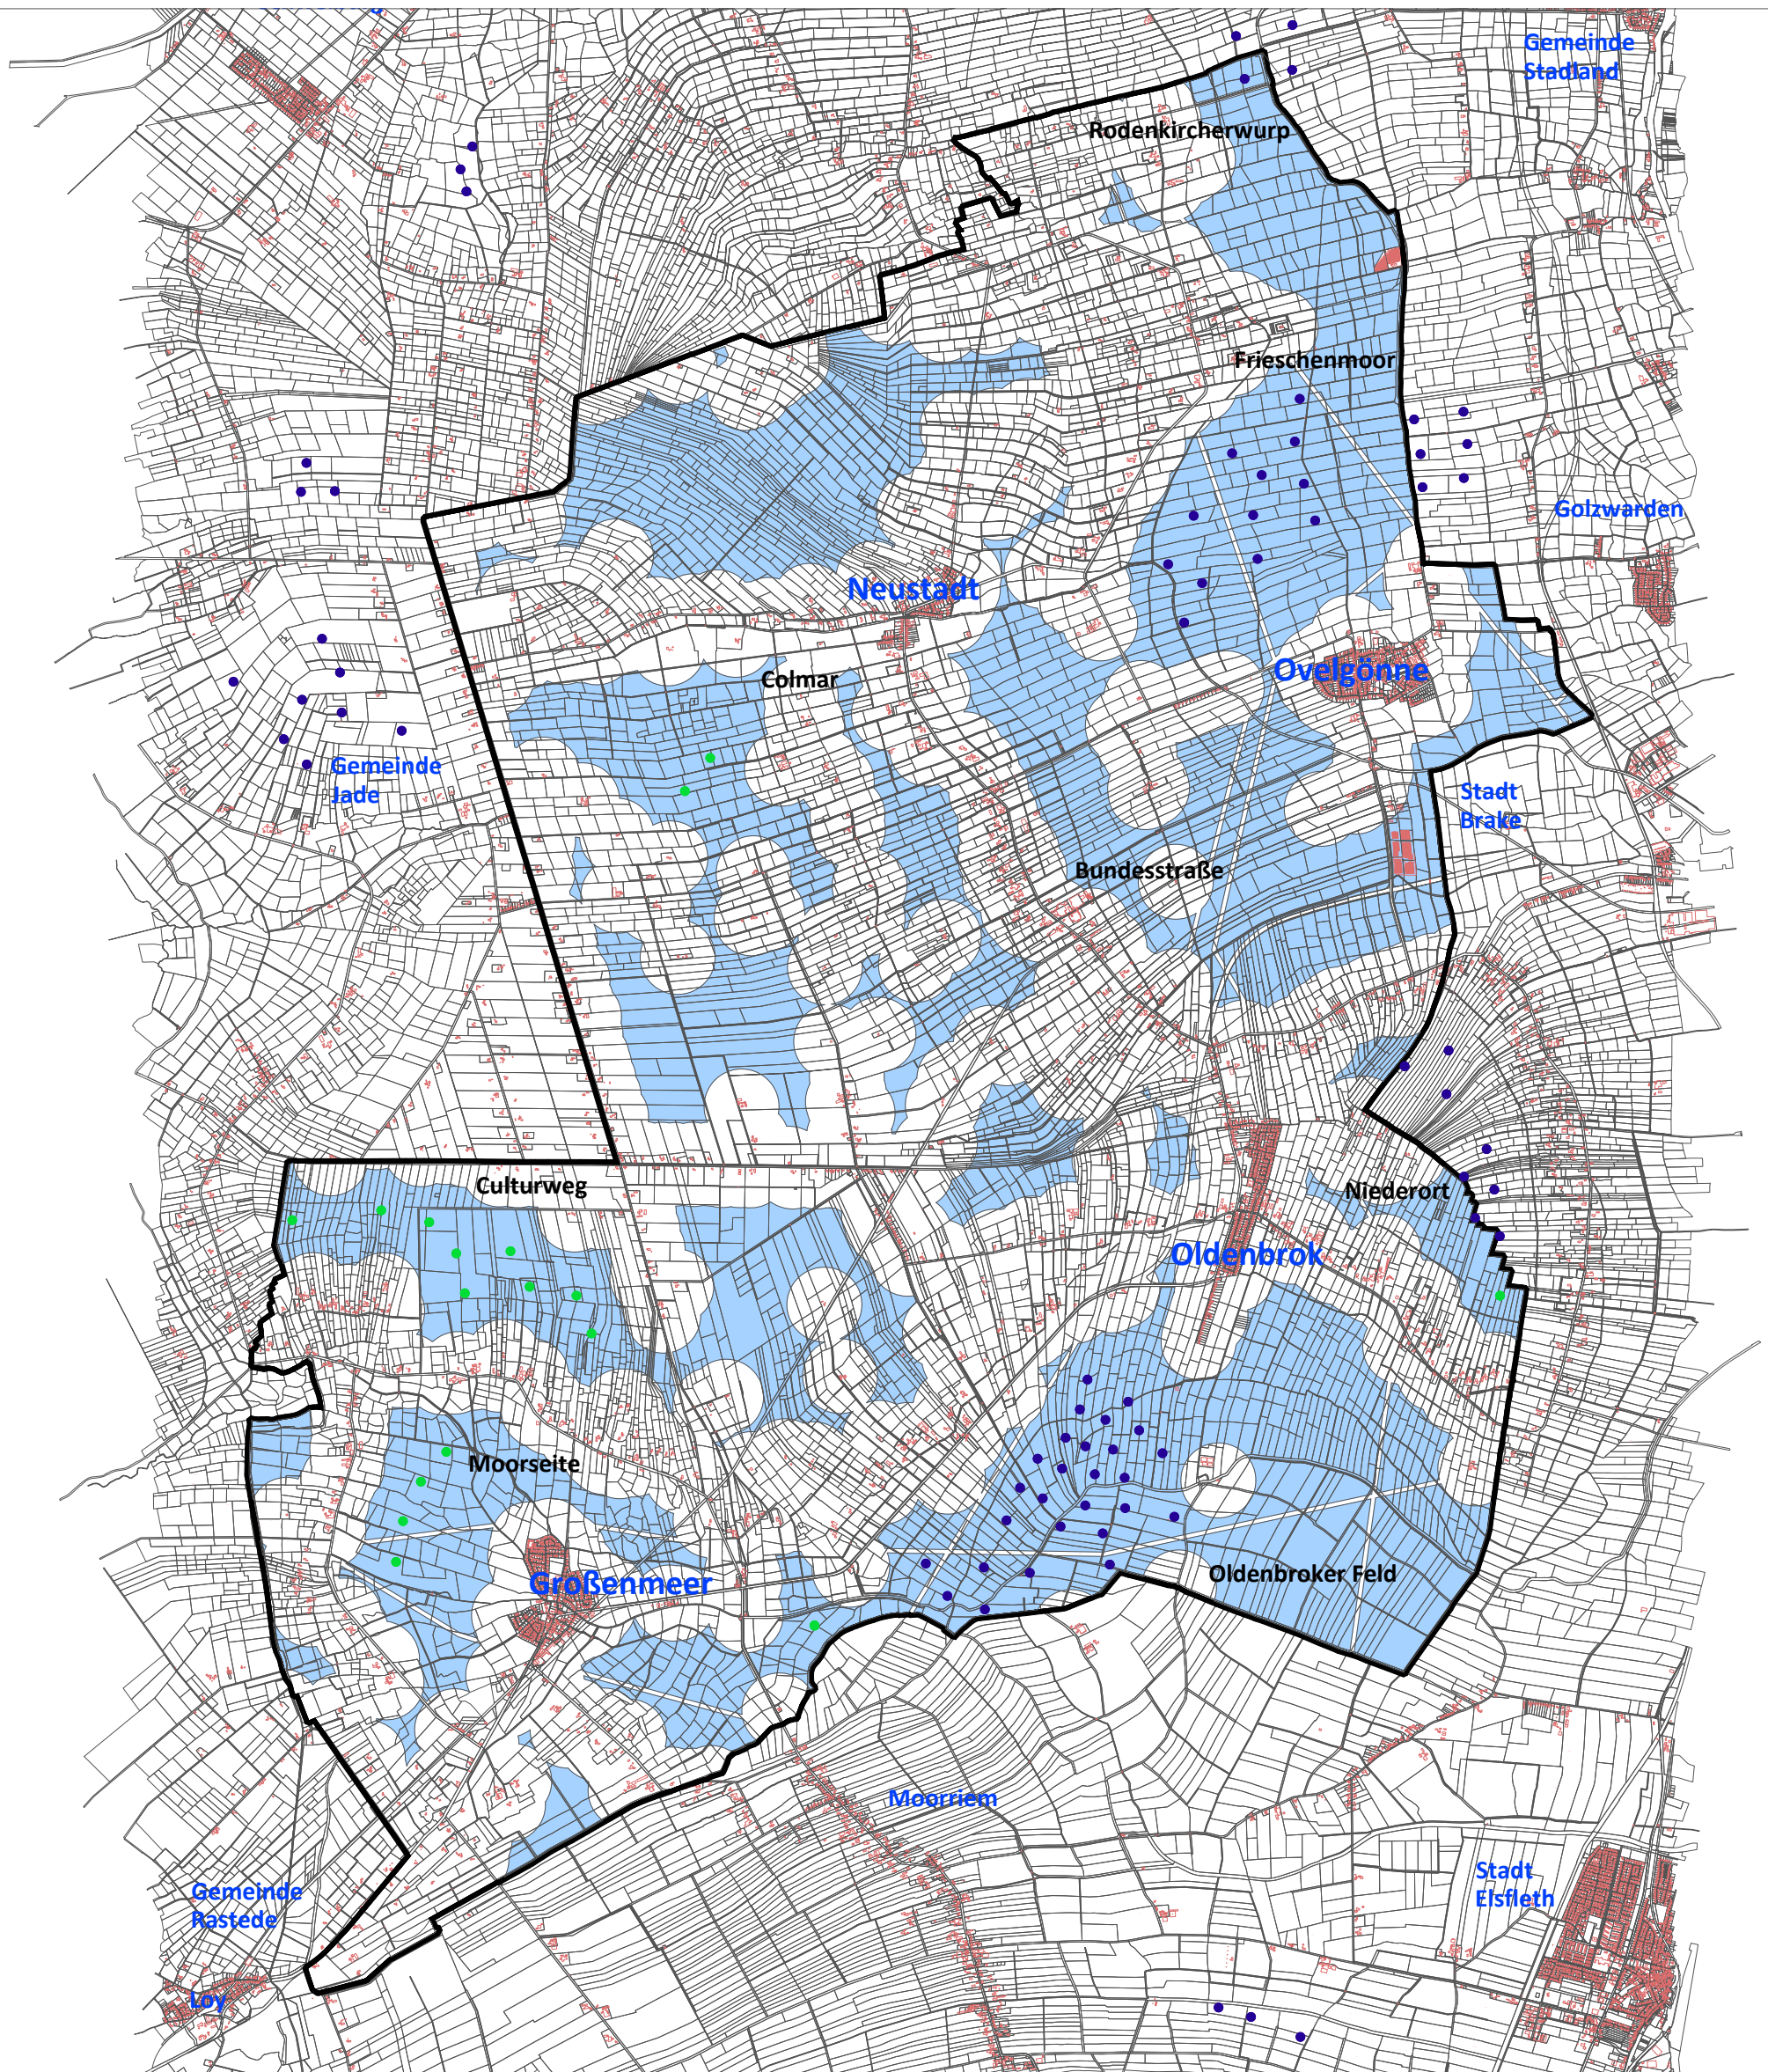 Gemeinde
Stadland
Rodenkircherwurp
Frieschenmoor
Golzwarden
Neustadt
Ovelgönne
Colmar
Gemeinde
Jade
Stadt
Brake
Bundesstraße
Culturweg
Niederort
Oldenbrok
Moorseite
Großenmeer
Oldenbroker Feld
Moorriem
Gemeinde
Rastede
Stadt
Elsfleth
Loy